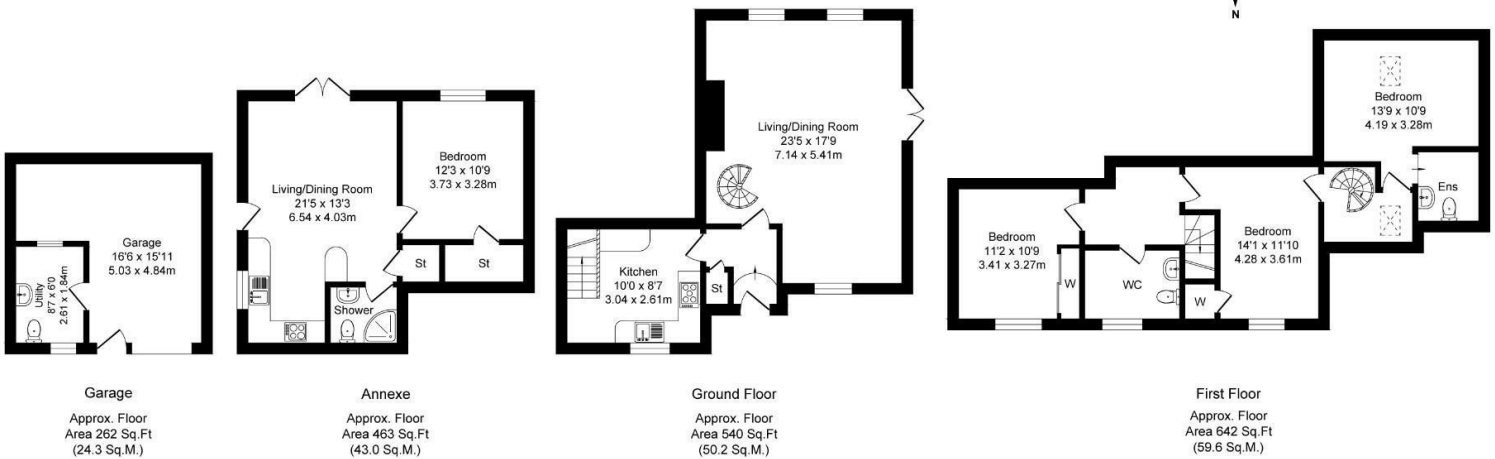 N
Garage
16'6 x 15'11
5.03 x 4.84m
Utility
8'7 x 6'0
2.61 x 1.84m
Garage
Approx. Floor
Area 262 Sq.Ft
(24.3 Sq.M.)
Living/Dining Room
21'5 x 13'3
6.54 x 4.03m
Bedroom
12'3 x 10'9
3.73 x 3.28m
St
St
Shower
Annexe
Approx. Floor
Area 463 Sq.Ft
(43.0 Sq.M.)
Living/Dining Room
23'5 x 17'9
7.14 x 5.41m
Kitchen
10'0 x 8'7
3.04 x 2.61m
St
Ground Floor
Approx. Floor
Area 540 Sq.Ft
(50.2 Sq.M.)
Bedroom
13'9 x 10'9
4.19 x 3.28m
Ens
Bedroom
11'2 x 10'9
3.41 x 3.27m
W
WC
W
Bedroom
14'1 x 11'10
4.28 x 3.61m
First Floor
Approx. Floor
Area 642 Sq.Ft
(59.6 Sq.M.)